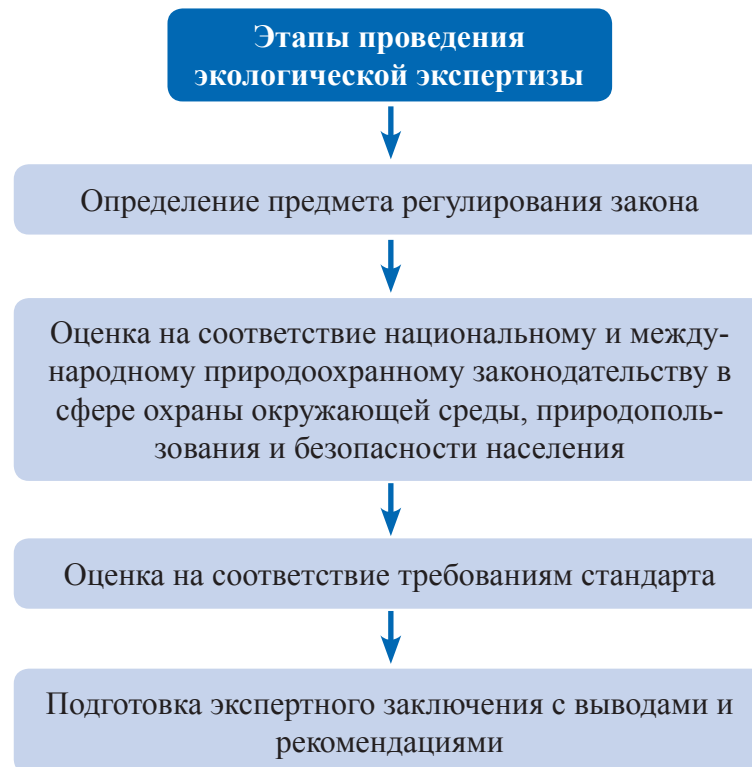 Этапы проведения
экологической экспертизы
Определение предмета регулирования закона
Оценка на соответствие национальному и между-
народному природоохранному законодательству в
сфере охраны окружающей среды, природополь-
зования и безопасности населения
Оценка на соответствие требованиям стандарта
Подготовка экспертного заключения с выводами и
рекомендациями